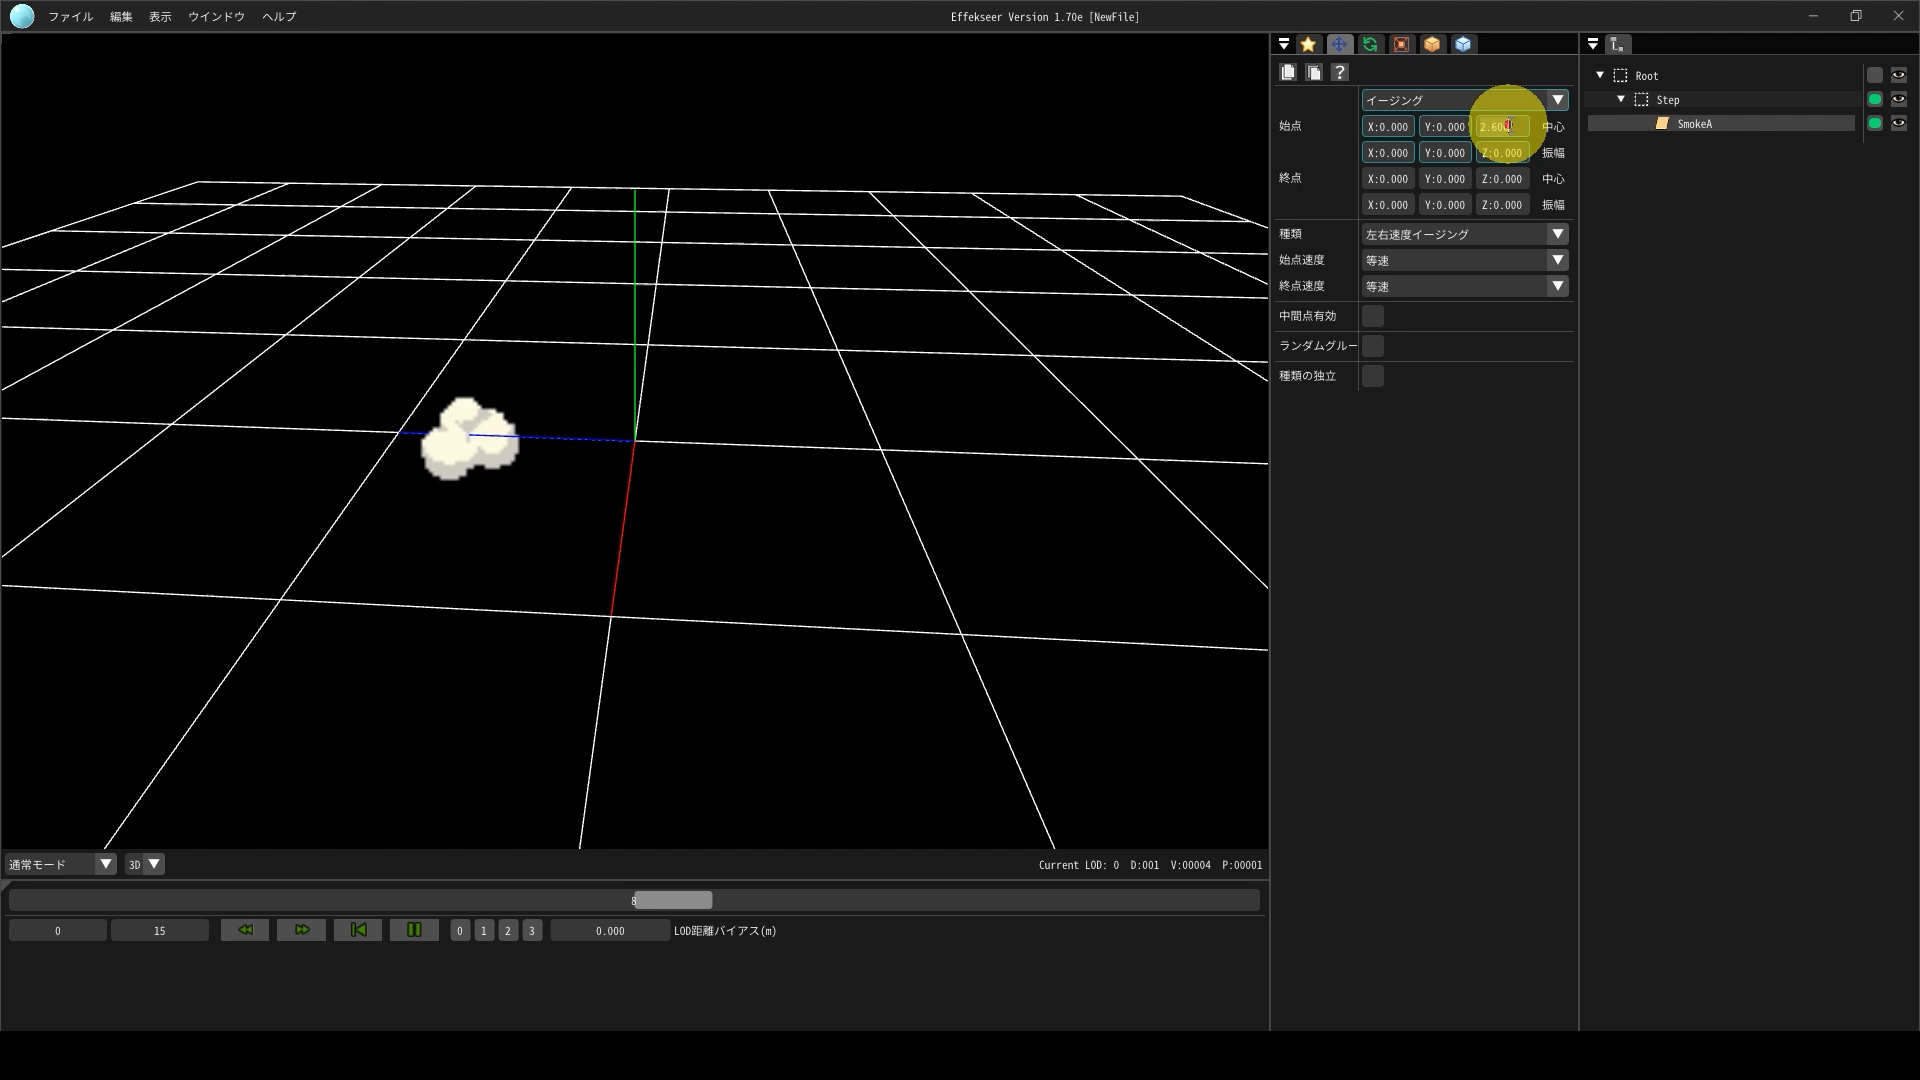 ファイル 編集 表示 ウインドウ ヘルプ Effekseer Version 1.70e [NewFile]
イージング
始点 X:0.000 Y:0.000 中心
X:0.000 Y:0.000 Z:0.000 振幅
終点 X:0.000 Y:0.000 Z:0.000 中心
X:0.000 Y:0.000 Z:0.000 振幅
種類 左右速度イージング
始点速度 等速
終点速度 等速
中間点有効
ランダムグルー
種類の独立
Root
Step
SmokeA
通常モード 3D Current LOD: 0 D:001 V:00004 P:00001
8
0 15 0 1 2 3 0.000 LOD距離バイアス(m)